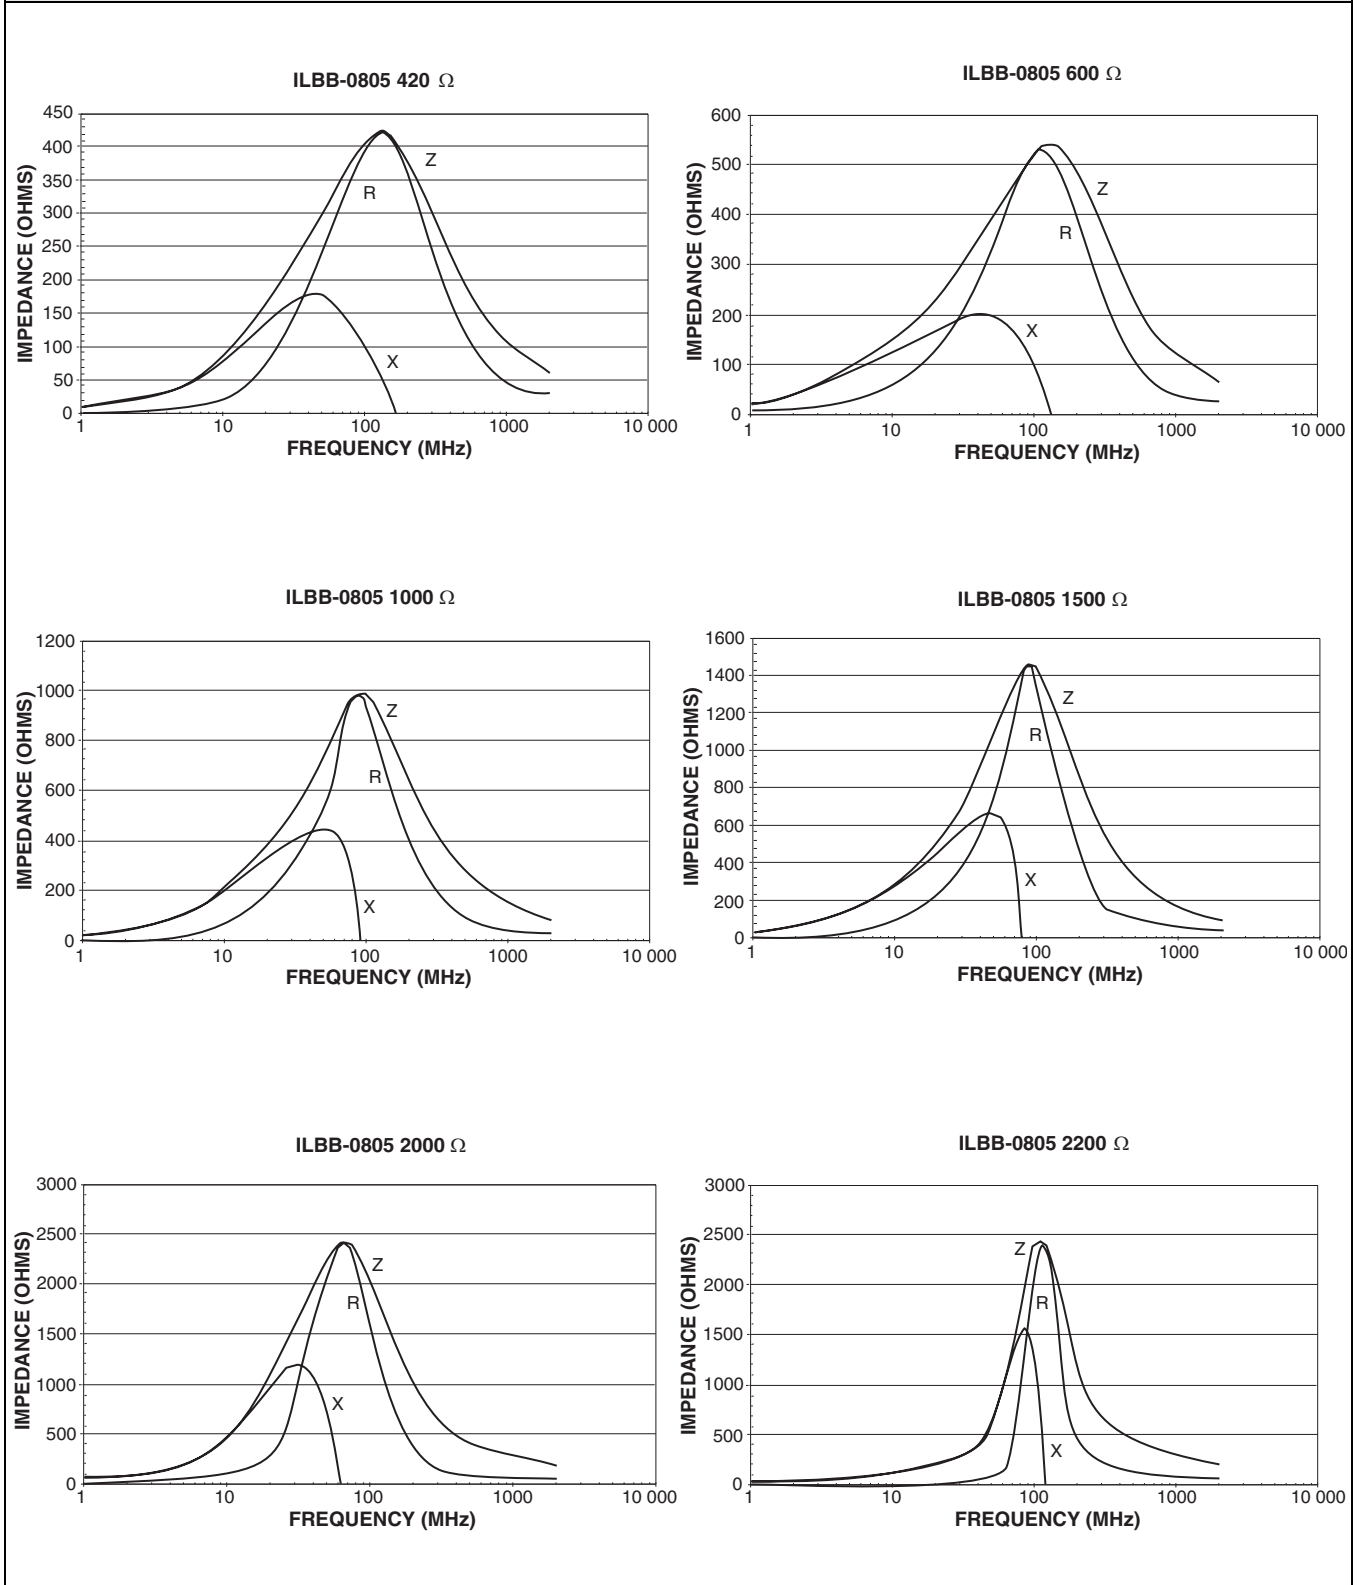 ILBB-0805 420 Ω
IMPEDANCE (OHMS)
450
400
350
300
250
200
150
100
50
0
Z
R
X
1
10
100
1000
10 000
FREQUENCY (MHz)
ILBB-0805 600 Ω
IMPEDANCE (OHMS)
600
500
400
300
200
100
0
Z
R
X
1
10
100
1000
10 000
FREQUENCY (MHz)
ILBB-0805 1000 Ω
IMPEDANCE (OHMS)
1200
1000
800
600
400
200
0
Z
R
X
1
10
100
1000
10 000
FREQUENCY (MHz)
ILBB-0805 1500 Ω
IMPEDANCE (OHMS)
1600
1400
1200
1000
800
600
400
200
0
Z
R
X
1
10
100
1000
10 000
FREQUENCY (MHz)
ILBB-0805 2000 Ω
IMPEDANCE (OHMS)
3000
2500
2000
1500
1000
500
0
Z
R
X
1
10
100
1000
10 000
FREQUENCY (MHz)
ILBB-0805 2200 Ω
IMPEDANCE (OHMS)
3000
2500
2000
1500
1000
500
0
Z
R
X
1
10
100
1000
10 000
FREQUENCY (MHz)